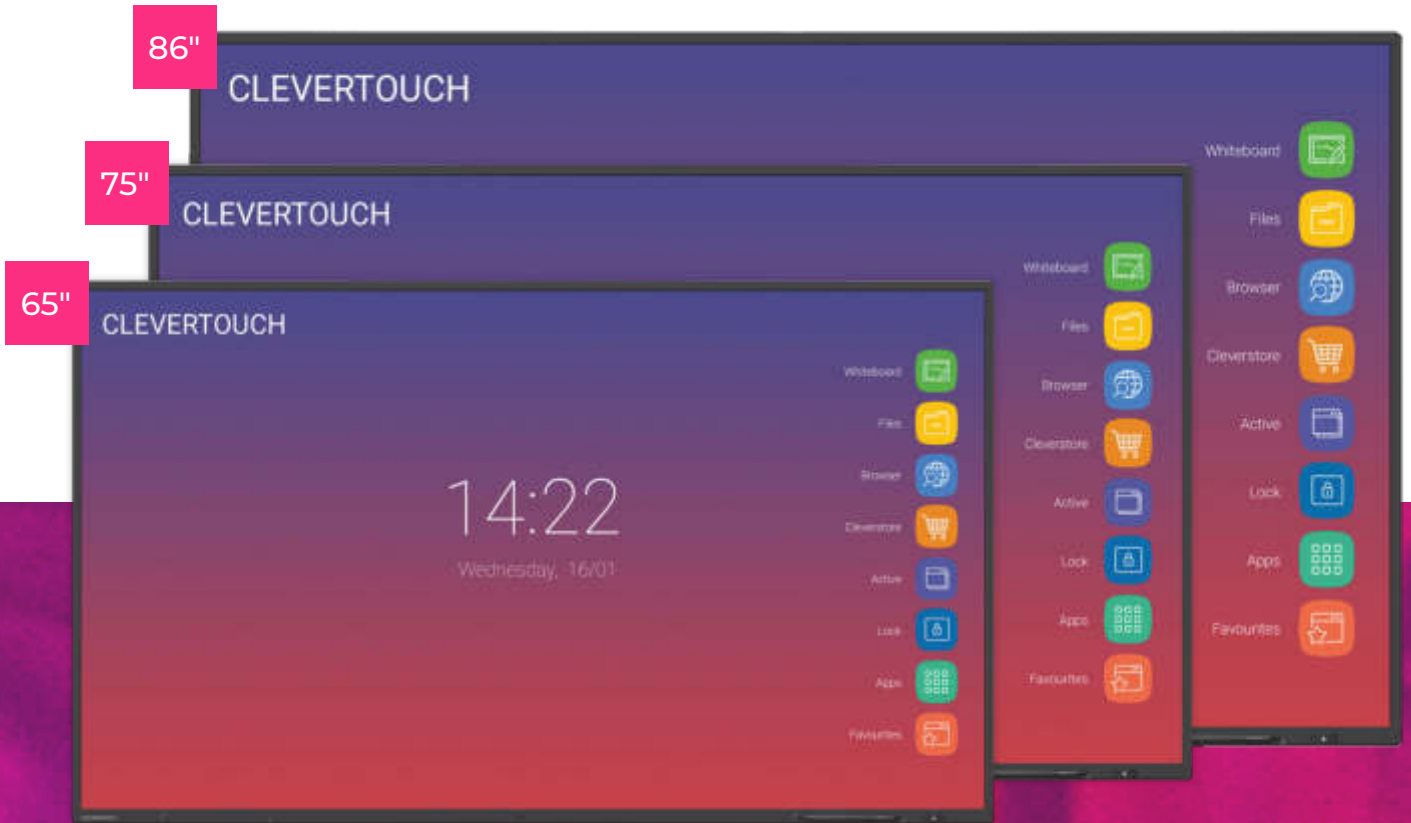 86"
CLEVERTOUCH
Whiteboard
Files
Browser
Cleverstore
Active
Lock
Apps
Favourites
75"
CLEVERTOUCH
Whiteboard
Files
Browser
Cleverstore
Active
Lock
Apps
Favourites
65"
CLEVERTOUCH
14:22
Wednesday, 16/01
Whiteboard
Files
Browser
Cleverstore
Active
Lock
Apps
Favourites